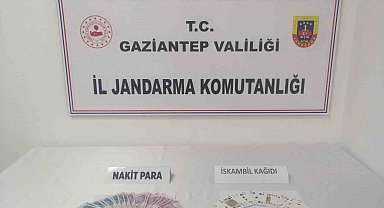 T.C.
GAZİANTEP VALİLİĞİ
İL JANDARMA KOMUTANLIĞI
NAKİT PARA
İSKAMBİL KAĞIDI